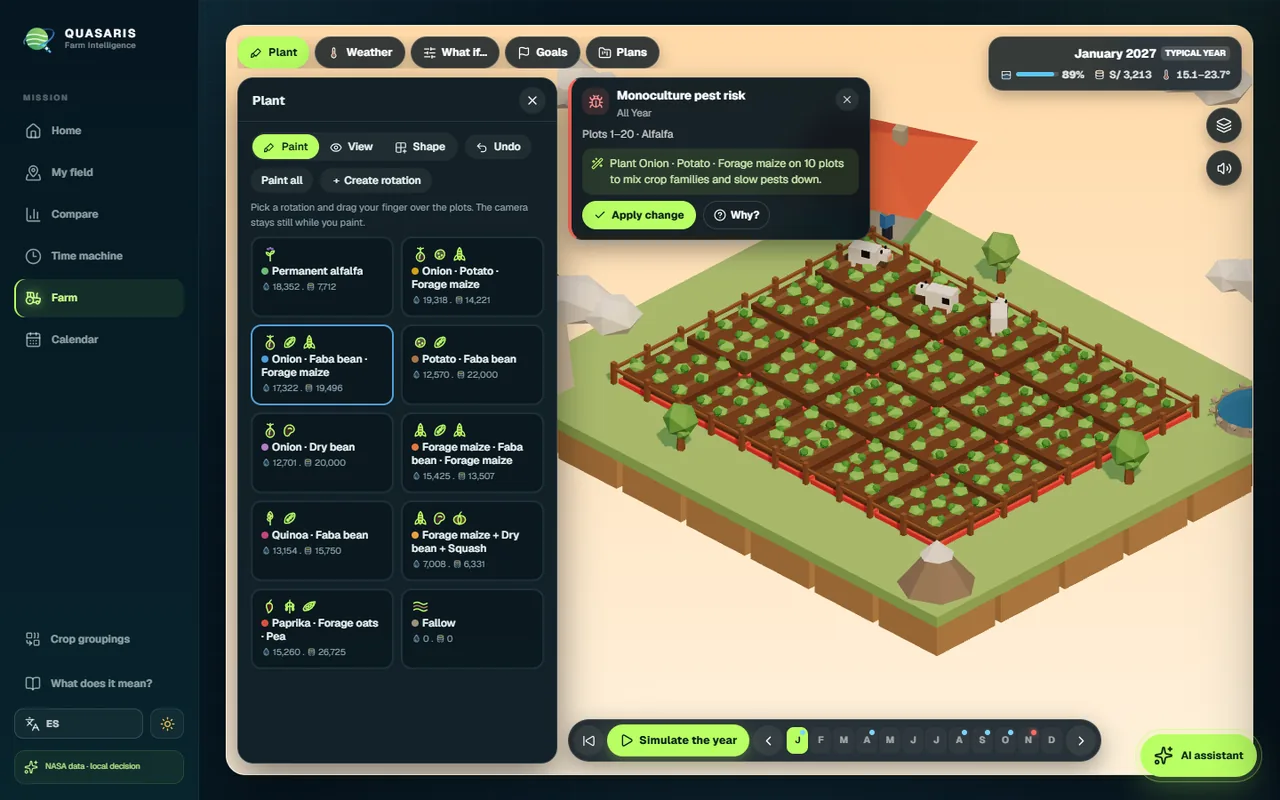 QUASARIS
Farm Intelligence
MISSION
Home
My field
Compare
Time machine
Farm
Calendar
Crop groupings
What does it mean?
ES
NASA data · local decision
Plant
Weather
What if...
Goals
Plans
January 2027 TYPICAL YEAR
89% S/ 3,213 15.1–23.7°
Plant
Paint
View
Shape
Undo
Paint all
+ Create rotation
Pick a rotation and drag your finger over the plots. The camera
stays still while you paint.
Permanent alfalfa
18,352 . 7,712
Onion · Potato ·
Forage maize
19,318 . 14,221
Onion · Faba bean ·
Forage maize
17,322 . 19,496
Potato · Faba bean
12,570 . 22,000
Onion · Dry bean
12,701 . 20,000
Forage maize · Faba
bean · Forage maize
15,425 . 13,507
Quinoa · Faba bean
13,154 . 15,750
Forage maize + Dry
bean + Squash
7,008 . 6,331
Paprika · Forage oats
· Pea
15,260 . 26,725
Fallow
0 . 0
Monoculture pest risk
All Year
Plots 1–20 · Alfalfa
Plant Onion · Potato · Forage maize on 10 plots
to mix crop families and slow pests down.
Apply change
Why?
Simulate the year
J F M A M J J A S O N D
AI assistant